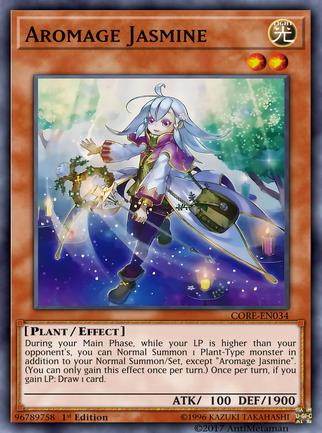 AROMAGE JASMINE
LIGHT
光
CORE-EN034
[PLANT / EFFECT]
During your Main Phase, while your LP is higher than your
opponent's, you can Normal Summon 1 Plant-Type monster in
addition to your Normal Summon/Set, except "Aromage Jasmine".
(You can only gain this effect once per turn.) Once per turn, if
you gain LP: Draw 1 card.
ATK/ 100 DEF/1900
96789758 1st Edition ©1996 KAZUKI TAKAHASHI
©2017 AntiMetaman